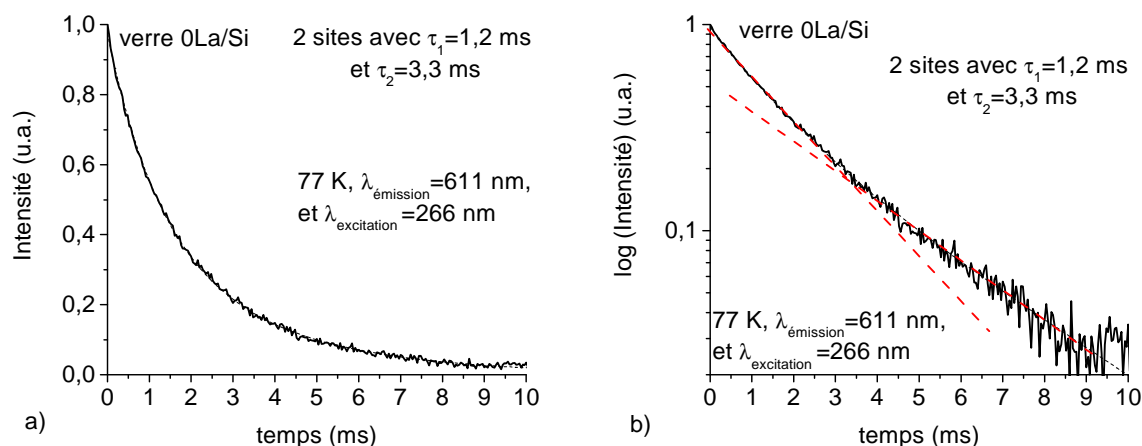 1,0
0,8
0,6
0,4
0,2
0,0
Intensité (u.a.)
verre 0La/Si
2 sites avec τ1=1,2 ms
et τ2=3,3 ms
77 K, λémission=611 nm,
et λexcitation=266 nm
0 1 2 3 4 5 6 7 8 9 10
temps (ms)
a)
1
0,1
log (Intensité) (u.a.)
verre 0La/Si
2 sites avec τ1=1,2 ms
et τ2=3,3 ms
77 K, λémission=611 nm,
et λexcitation=266 nm
0 1 2 3 4 5 6 7 8 9 10
temps (ms)
b)